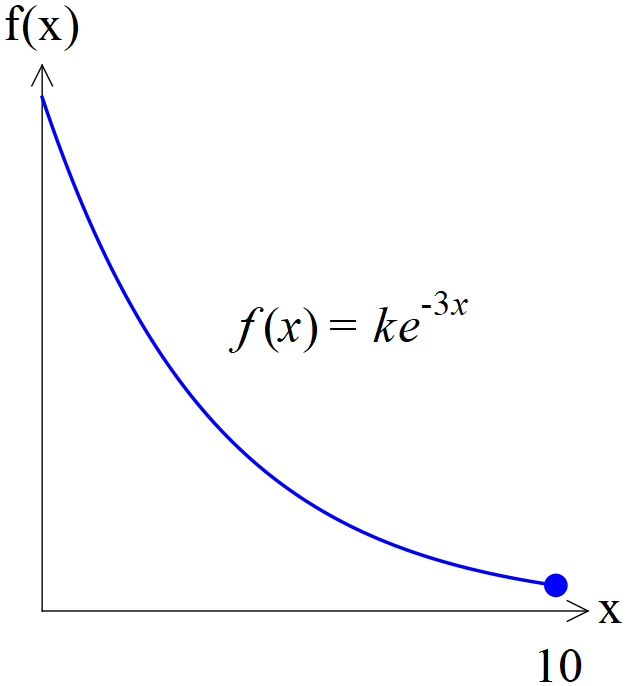 f(x)
f(x) = ke^{-3x}
x
10